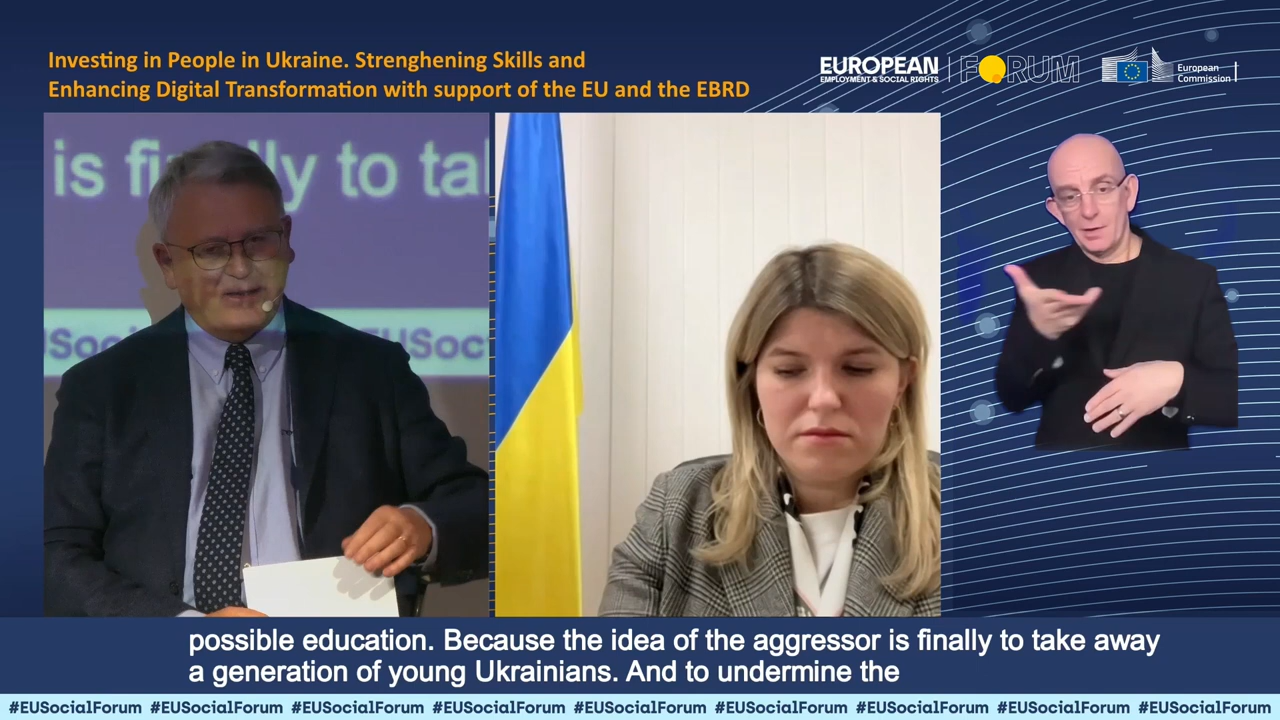 Investing in People in Ukraine. Strenghening Skills and
Enhancing Digital Transformation with support of the EU and the EBRD
EUROPEAN
EMPLOYMENT & SOCIAL RIGHTS
FORUM
European
Commission
is finally to tal
USoci
EUSoc
possible education. Because the idea of the aggressor is finally to take away
a generation of young Ukrainians. And to undermine the
#EUSocialForum #EUSocialForum #EUSocialForum #EUSocialForum #EUSocialForum #EUSocialForum #EUSocialForum #EUSocialForum #EUSocialForum